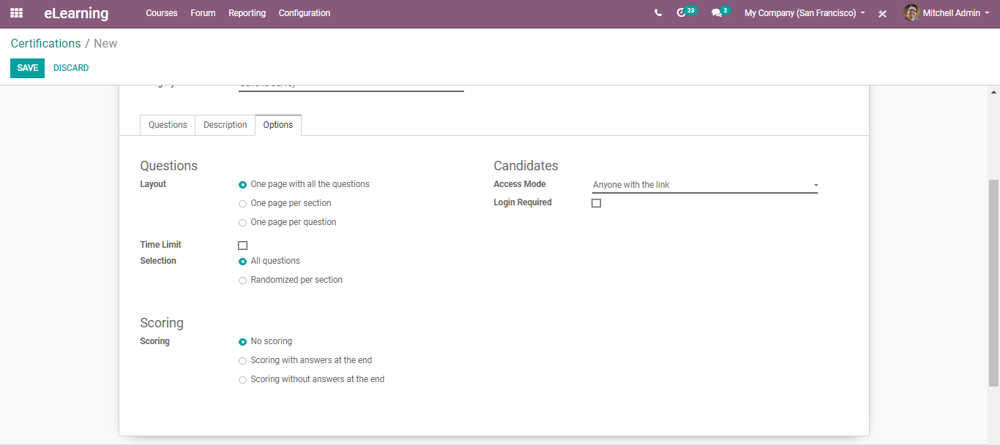 eLearning Courses Forum Reporting Configuration 23 2 My Company (San Francisco) Mitchell Admin
Certifications / New
SAVE DISCARD
Questions Description Options
Questions Candidates
Layout One page with all the questions Access Mode Anyone with the link
One page per section Login Required
One page per question
Time Limit
Selection All questions
Randomized per section
Scoring
Scoring No scoring
Scoring with answers at the end
Scoring without answers at the end